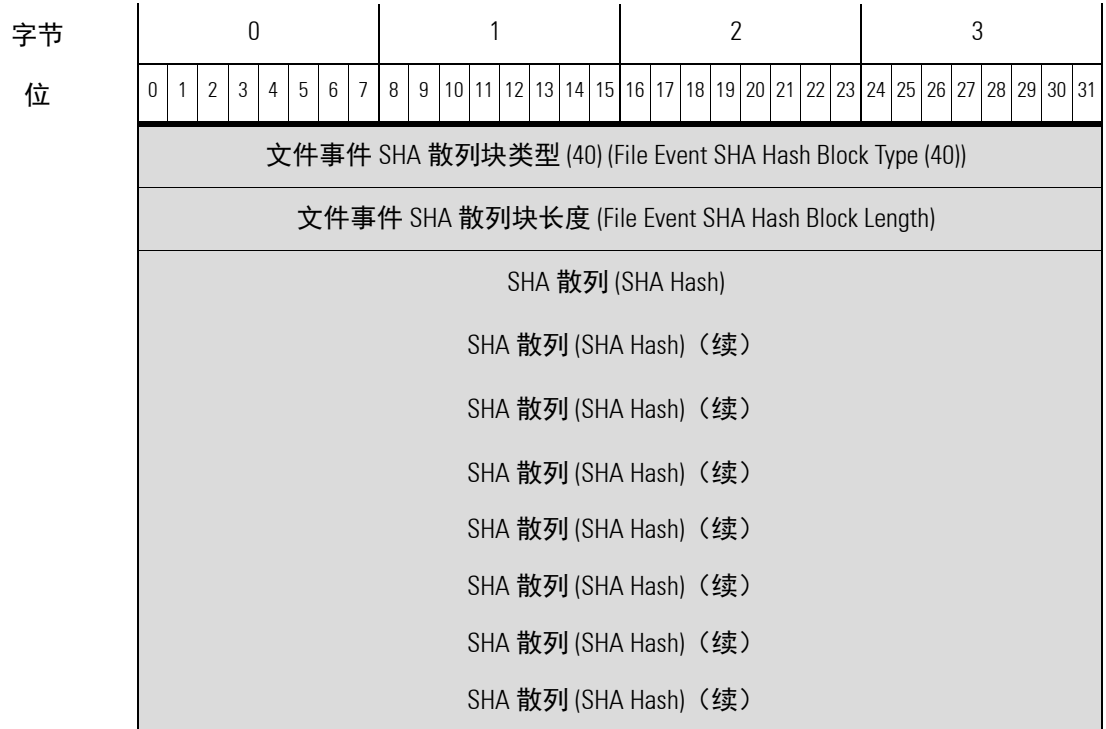 字节 0 1 2 3
位 0 1 2 3 4 5 6 7 8 9 10 11 12 13 14 15 16 17 18 19 20 21 22 23 24 25 26 27 28 29 30 31
文件事件 SHA 散列块类型 (40) (File Event SHA Hash Block Type (40))
文件事件 SHA 散列块长度 (File Event SHA Hash Block Length)
SHA 散列 (SHA Hash)
SHA 散列 (SHA Hash)（续）
SHA 散列 (SHA Hash)（续）
SHA 散列 (SHA Hash)（续）
SHA 散列 (SHA Hash)（续）
SHA 散列 (SHA Hash)（续）
SHA 散列 (SHA Hash)（续）
SHA 散列 (SHA Hash)（续）